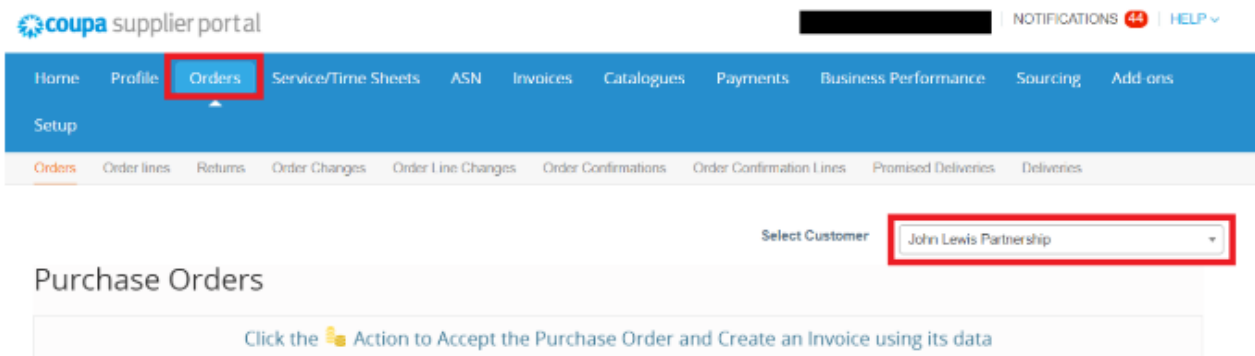 coupa supplier portal
NOTIFICATIONS 44 HELP
Home Profile Orders Service/Time Sheets ASN Invoices Catalogues Payments Business Performance Sourcing Add-ons
Setup
Orders Order lines Returns Order Changes Order Line Changes Order Confirmations Order Confirmation Lines Promised Deliveries Deliveries
Select Customer John Lewis Partnership
Purchase Orders
Click the Action to Accept the Purchase Order and Create an Invoice using its data